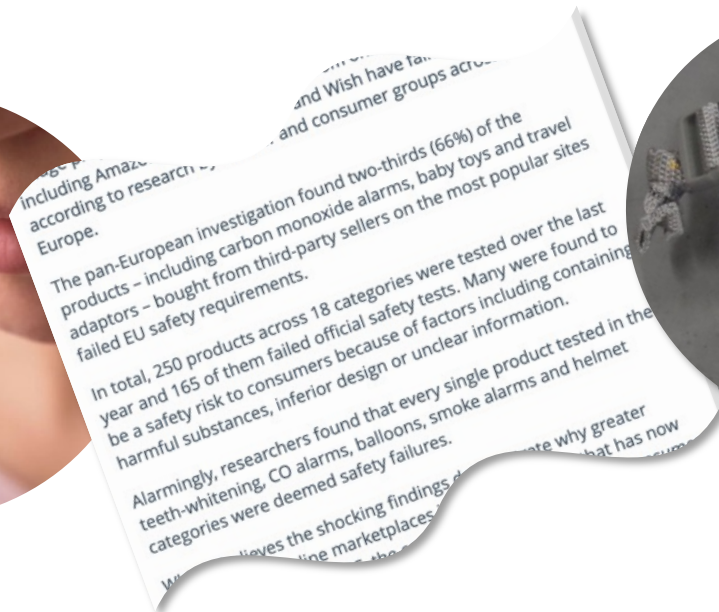 and Wish have
including and consumer groups
according to research
Europe.
The pan-European investigation found two-thirds (66%) of the
products – including carbon monoxide alarms, baby toys and travel
adaptors – bought from third-party sellers on the most popular sites
failed EU safety requirements.
In total, 250 products across 18 categories were tested over the last
year and 165 of them failed official safety tests. Many were found to
be a safety risk to consumers because of factors including containing
harmful substances, inferior design or unclear information.
Alarmingly, researchers found that every single product tested in the
teeth-whitening, CO alarms, balloons, smoke alarms and helmet
categories were deemed safety failures.
the shocking findings why greater
marketplaces has now